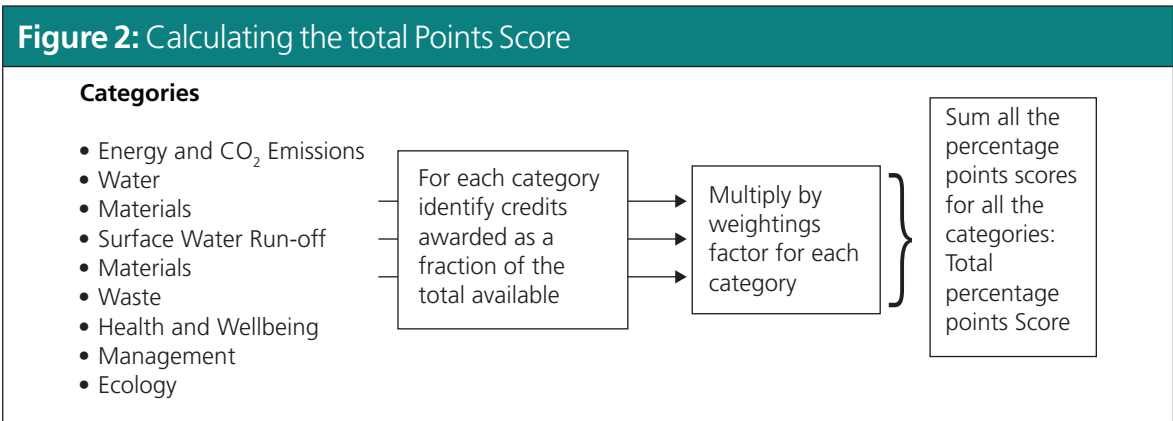 Figure 2: Calculating the total Points Score
Categories
• Energy and CO₂ Emissions
• Water
• Materials
• Surface Water Run-off
• Materials
• Waste
• Health and Wellbeing
• Management
• Ecology
For each category
identify credits
awarded as a
fraction of the
total available
Multiply by
weightings
factor for each
category
Sum all the
percentage
points scores
for all the
categories:
Total
percentage
points Score